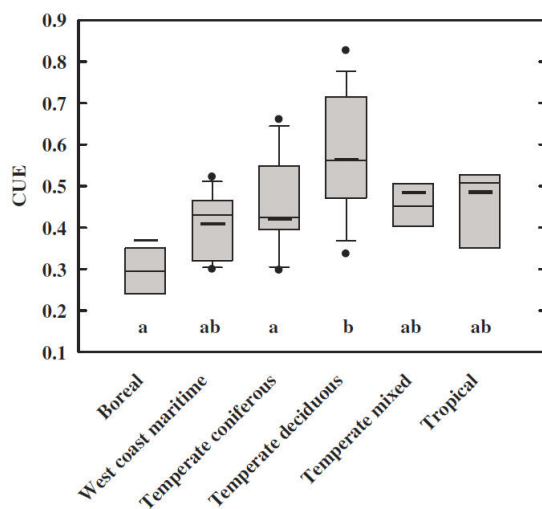 0.9
0.8
0.7
0.6
0.5
0.4
0.3
0.2
0.1
CUE
a ab a b ab ab
Boreal
West coast maritime
Temperate coniferous
Temperate deciduous
Temperate mixed
Tropical